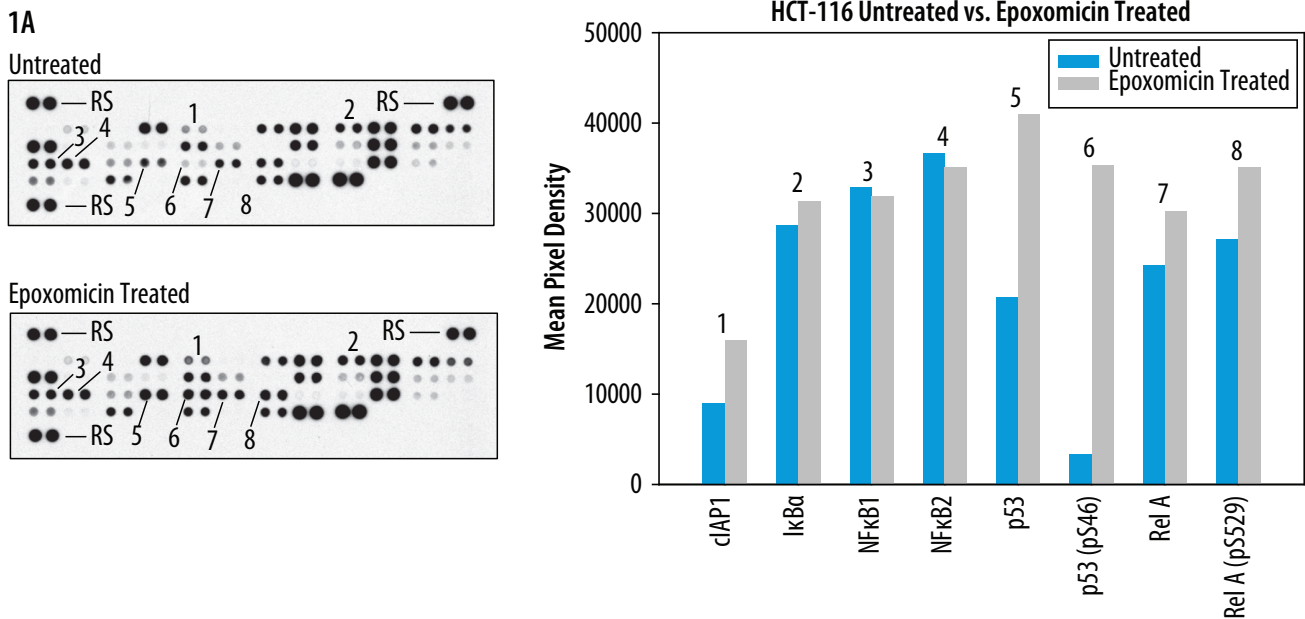 1A
Untreated
RS
RS
1
2
3
4
5
6
7
8
RS
Epoxomicin Treated
RS
RS
1
2
3
4
5
6
7
8
RS
HCT-116 Untreated vs. Epoxomicin Treated
Untreated
Epoxomicin Treated
Mean Pixel Density
50000
40000
30000
20000
10000
0
1
2
3
4
5
6
7
8
cIAP1
IκBα
NFκB1
NFκB2
p53
p53 (pS46)
Rel A
Rel A (pS529)